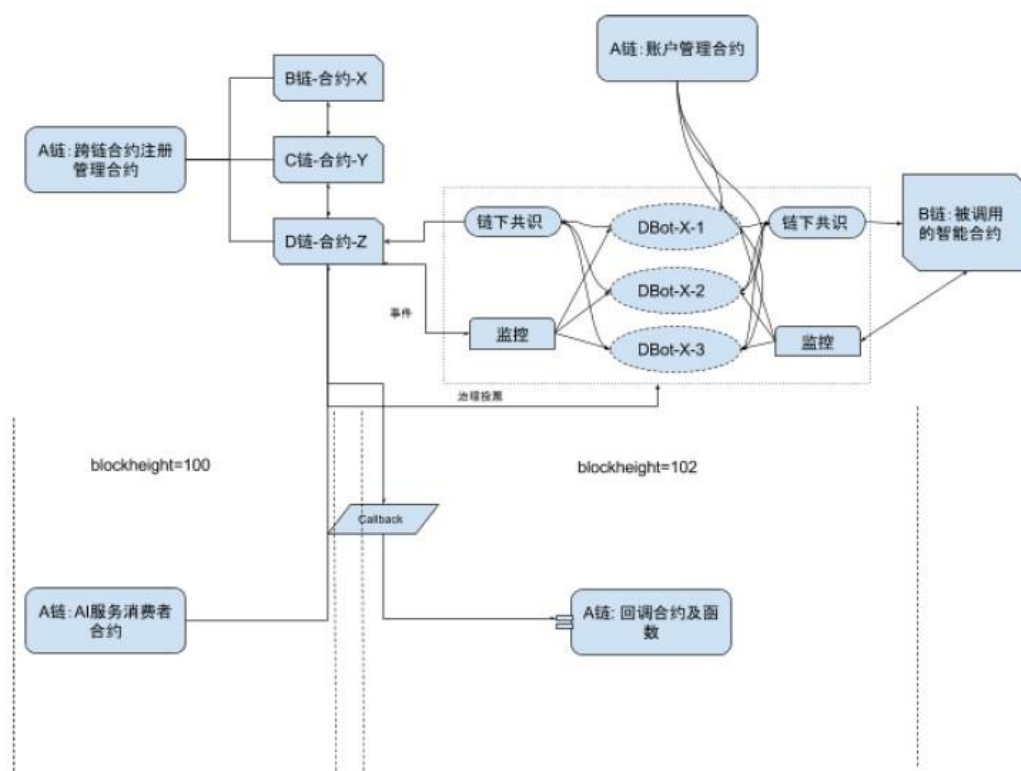 A链：账户管理合约
B链-合约-X
A链：跨链合约注册
管理合约
C链-合约-Y
D链-合约-Z
链下共识
DBot-X-1
链下共识
B链：被调用
的智能合约
DBot-X-2
事件
监控
DBot-X-3
监控
治理投票
blockheight=100
blockheight=102
Callback
A链：AI服务消费者
合约
A链: 回调合约及函
数